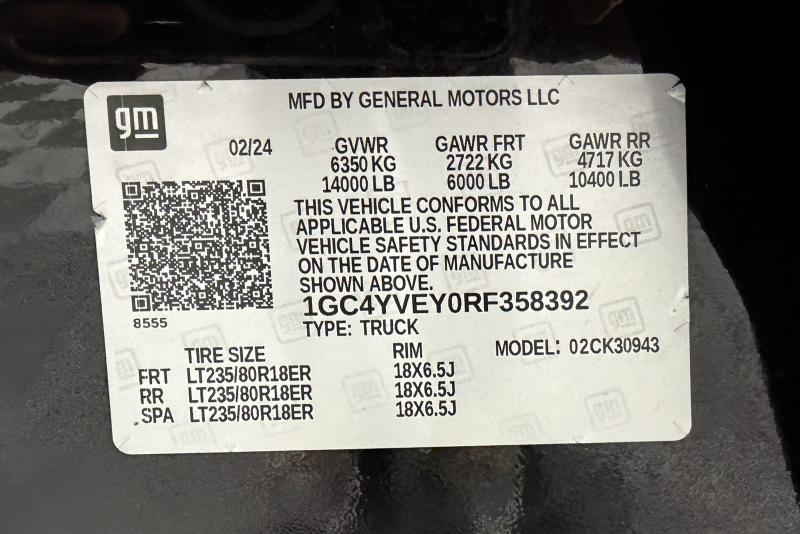 gm
MFD BY GENERAL MOTORS LLC
02/24 GVWR GAWR FRT GAWR RR
6350 KG 2722 KG 4717 KG
14000 LB 6000 LB 10400 LB
THIS VEHICLE CONFORMS TO ALL
APPLICABLE U.S. FEDERAL MOTOR
VEHICLE SAFETY STANDARDS IN EFFECT
ON THE DATE OF MANUFACTURE
SHOWN ABOVE.
8555
1GC4YVEY0RF358392
TYPE: TRUCK
TIRE SIZE RIM MODEL: 02CK30943
FRT LT235/80R18ER 18X6.5J
RR LT235/80R18ER 18X6.5J
SPA LT235/80R18ER 18X6.5J